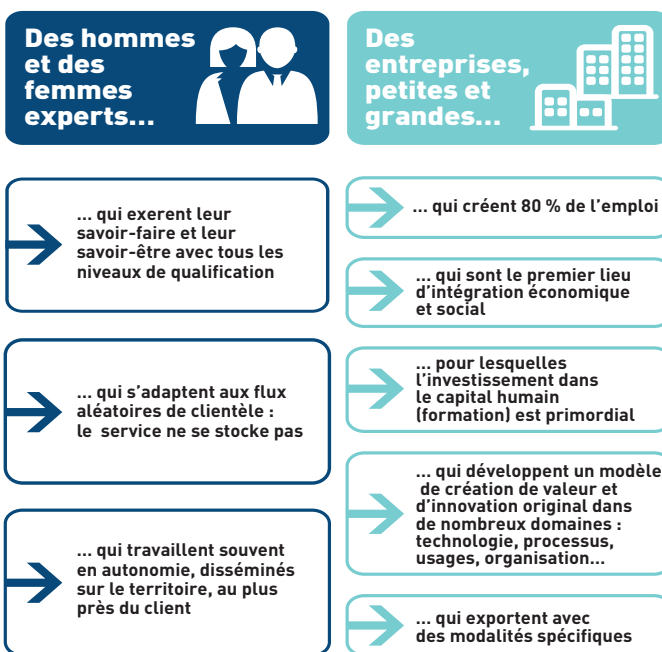 Des hommes
et des
femmes
experts...
... qui exerent leur
savoir-faire et leur
savoir-être avec tous les
niveaux de qualification
... qui s’adaptent aux flux
aléatoires de clientèle :
le service ne se stocke pas
... qui travaillent souvent
en autonomie, disséminés
sur le territoire, au plus
près du client
Des
entreprises,
petites et
grandes...
... qui créent 80 % de l’emploi
... qui sont le premier lieu
d’intégration économique
et social
... pour lesquelles
l’investissement dans
le capital humain
(formation) est primordial
... qui développent un modèle
de création de valeur et
d’innovation original dans
de nombreux domaines :
technologie, processus,
usages, organisation...
... qui exportent avec
des modalités spécifiques